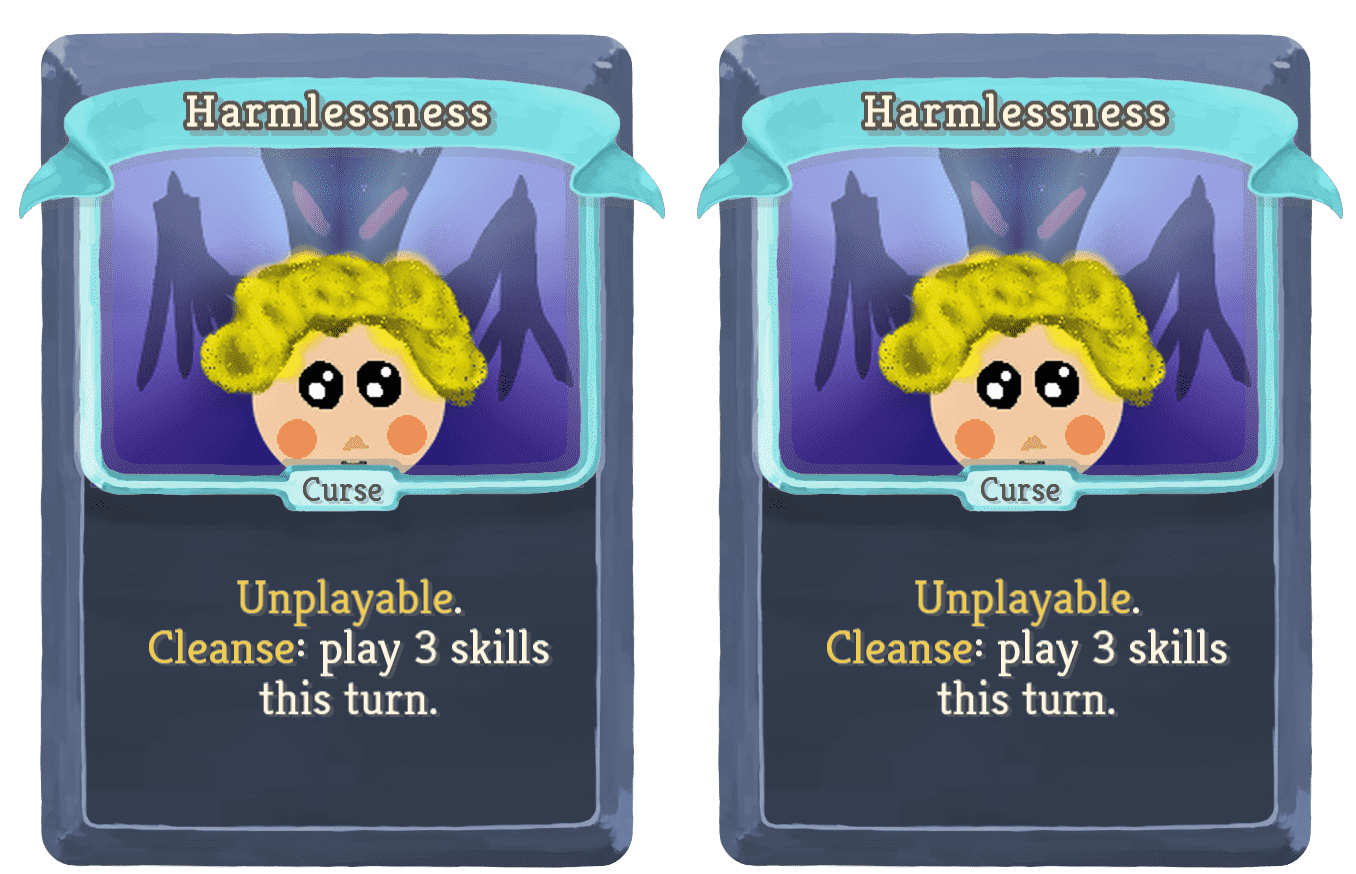 Harmlessness
Curse
Unplayable.
Cleanse: play 3 skills
this turn.
Harmlessness
Curse
Unplayable.
Cleanse: play 3 skills
this turn.